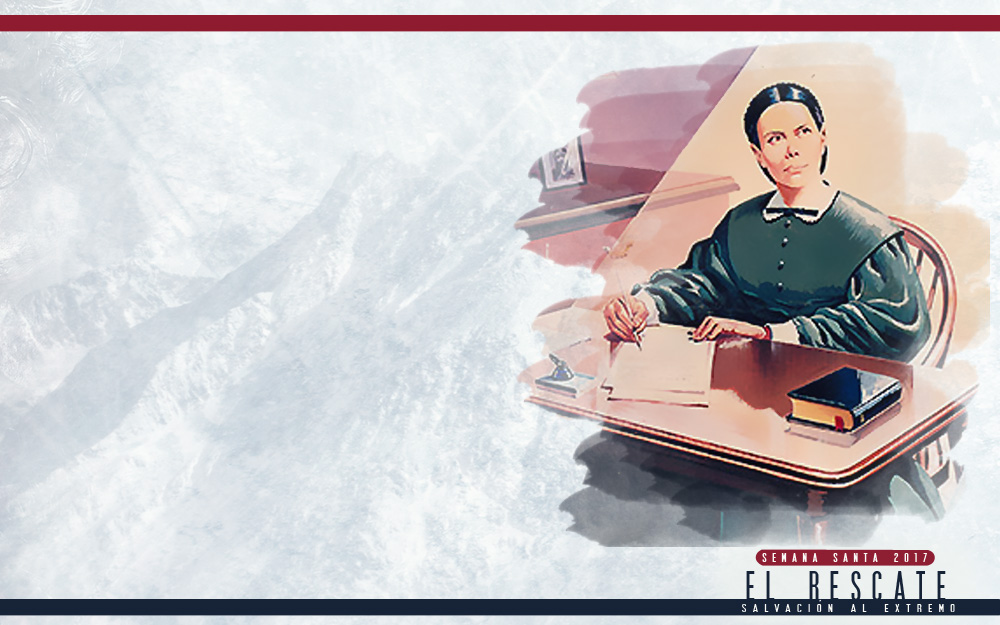 SEMANA SANTA 2017
EL RESCATE
SALVACIÓN AL EXTREMO